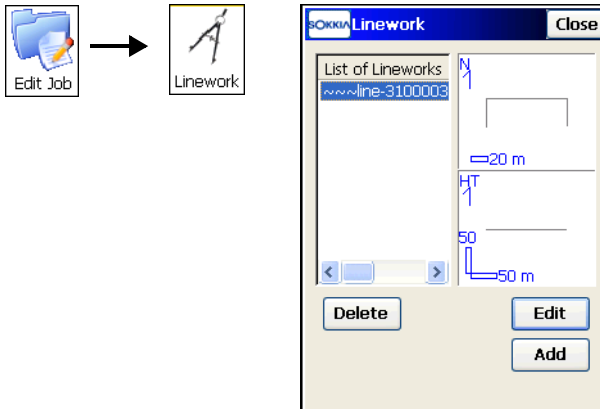 Edit Job
Linework
SOKKIA Linework Close
List of Lineworks
~~~line-3100003
N
20 m
HT
50
50 m
Delete
Edit
Add